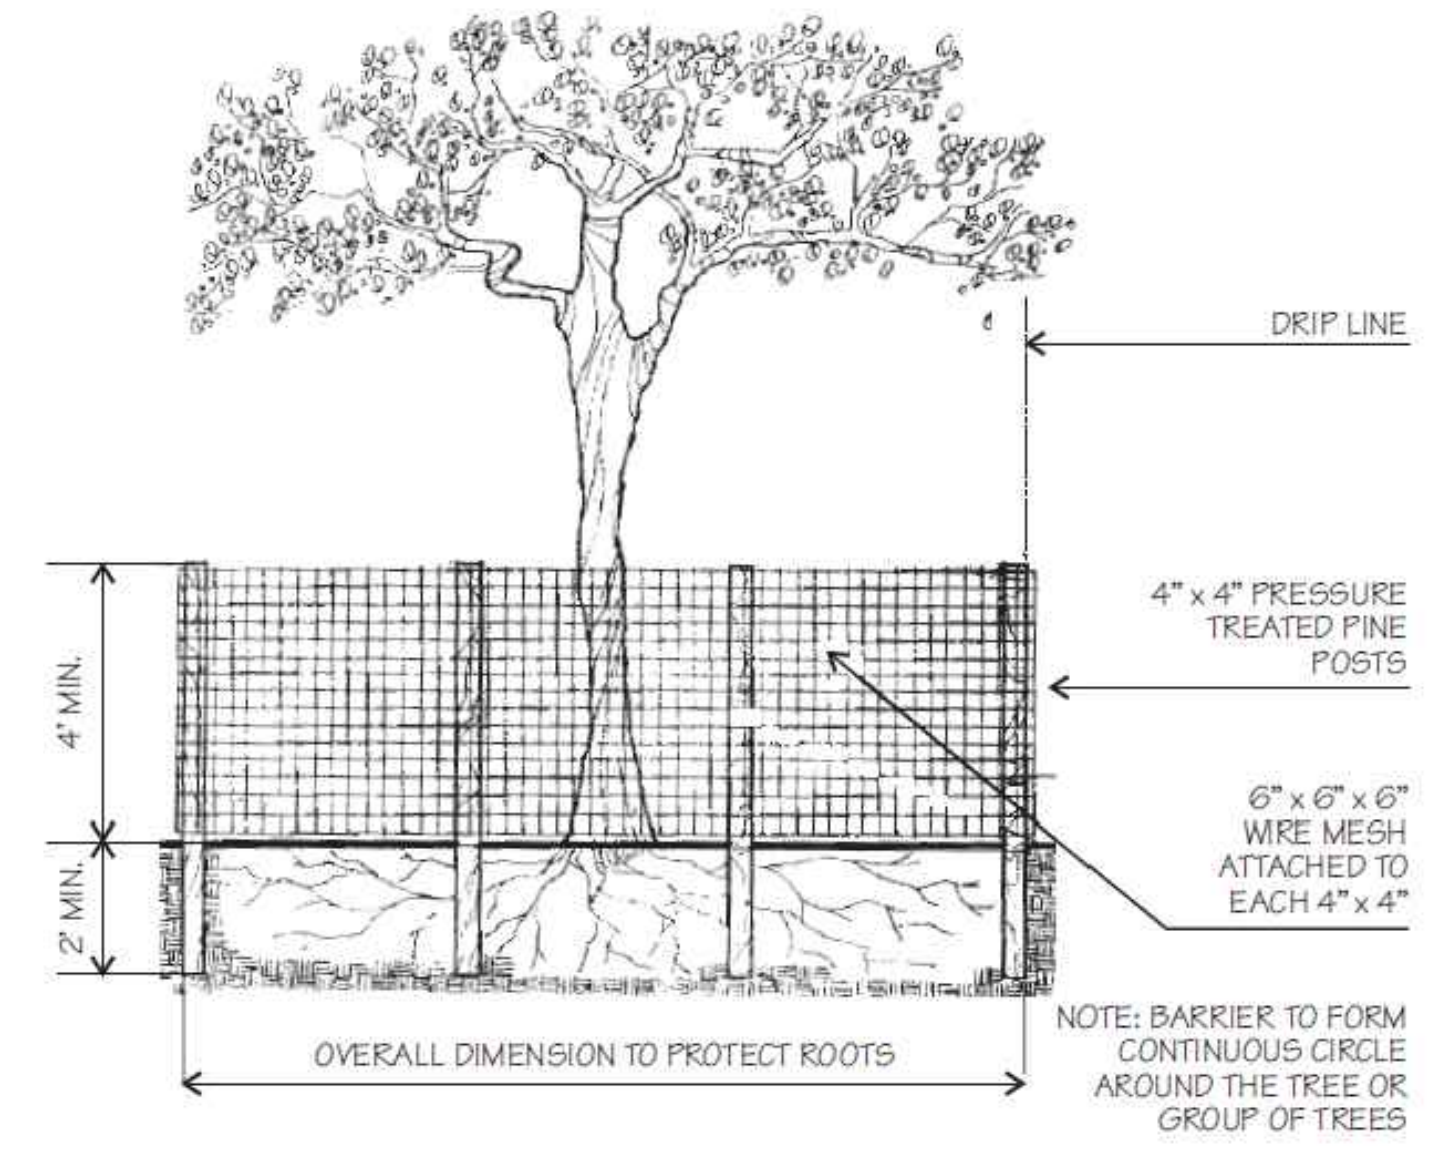 DRIP LINE
4" x 4" PRESSURE
TREATED PINE
POSTS
4' MIN.
6" x 6" x 6"
WIRE MESH
ATTACHED TO
EACH 4" x 4"
2' MIN.
NOTE: BARRIER TO FORM
CONTINUOUS CIRCLE
AROUND THE TREE OR
GROUP OF TREES
OVERALL DIMENSION TO PROTECT ROOTS